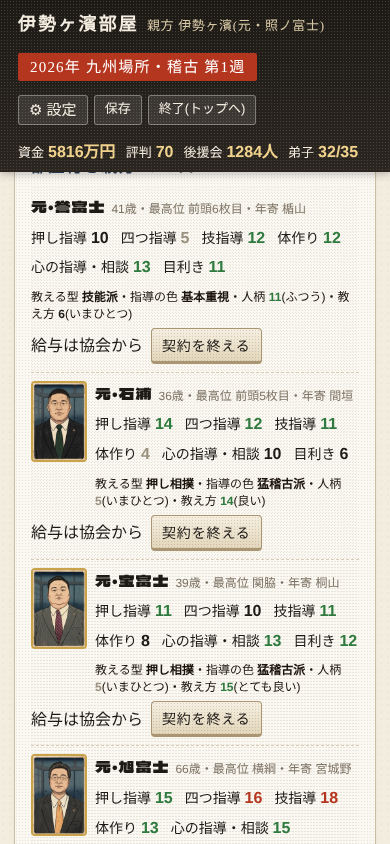 伊勢ヶ濱部屋 親方 伊勢ヶ濱(元・照ノ富士)
2026年 九州場所・稽古 第1週
⚙ 設定 保存 終了(トップへ)
資金 5816万円 評判 70 後援会 1284人 弟子 32/35
元・誉富士 41歳・最高位 前頭6枚目・年寄 楯山
押し指導 10 四つ指導 5 技指導 12 体作り 12
心の指導・相談 13 目利き 11
教える型 技能派・指導の色 基本重視・人柄 11(ふつう)・教
え方 6(いまひとつ)
給与は協会から 契約を終える
元・石浦 36歳・最高位 前頭5枚目・年寄 間垣
押し指導 14 四つ指導 12 技指導 11
体作り 4 心の指導・相談 10 目利き 6
教える型 押し相撲・指導の色 猛稽古派・人柄
5(いまひとつ)・教え方 14(良い)
給与は協会から 契約を終える
元・宝富士 39歳・最高位 関脇・年寄 桐山
押し指導 11 四つ指導 10 技指導 11
体作り 8 心の指導・相談 13 目利き 12
教える型 押し相撲・指導の色 猛稽古派・人柄
5(いまひとつ)・教え方 15(とても良い)
給与は協会から 契約を終える
元・旭富士 66歳・最高位 横綱・年寄 宮城野
押し指導 15 四つ指導 16 技指導 18
体作り 13 心の指導・相談 15